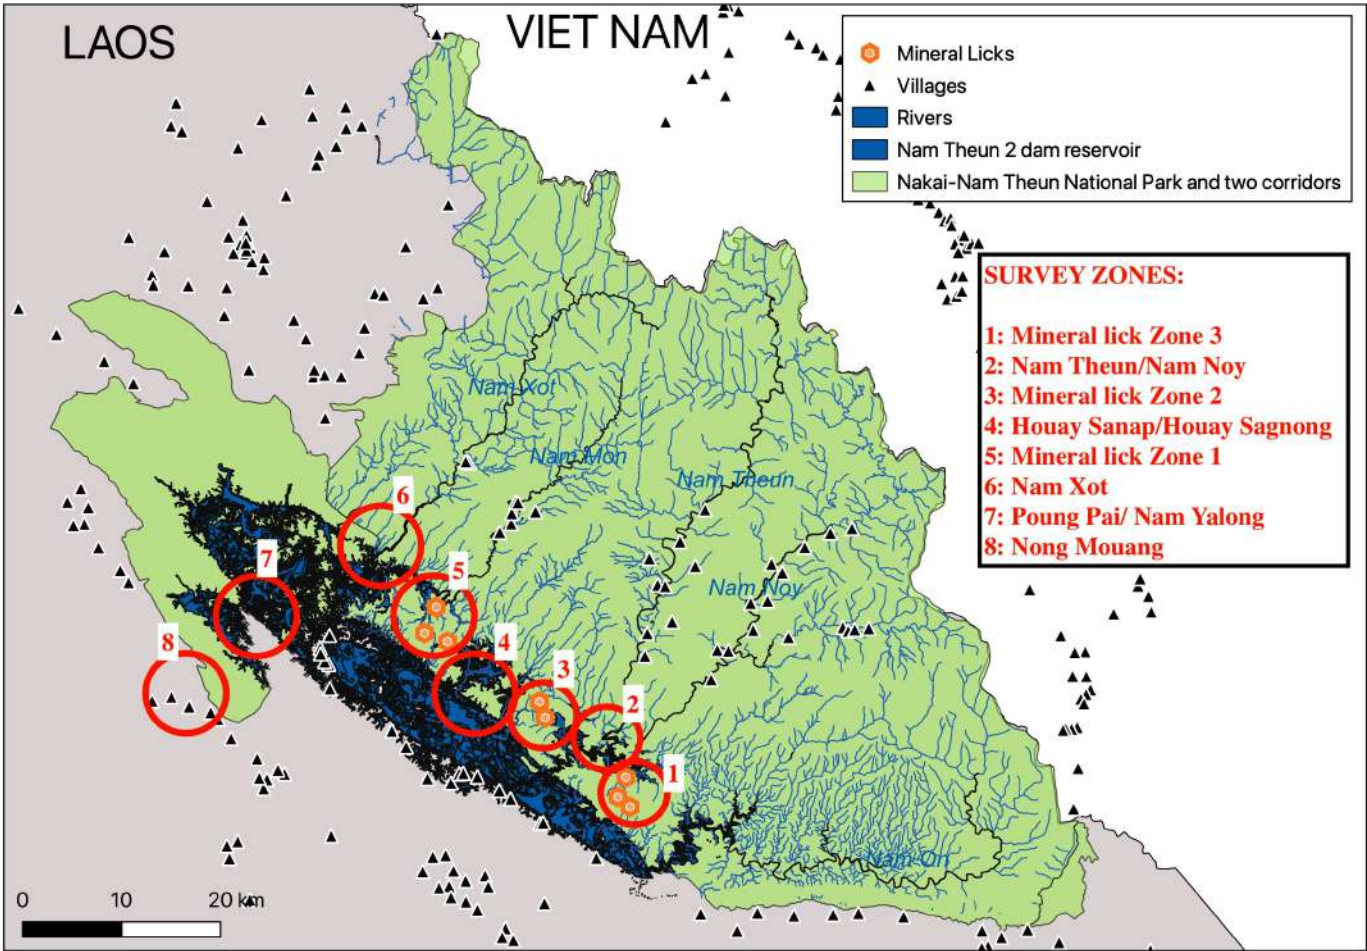 LAOS
VIET NAM
Mineral Licks
Villages
Rivers
Nam Theun 2 dam reservoir
Nakai-Nam Theun National Park and two corridors
SURVEY ZONES:
1: Mineral lick Zone 3
2: Nam Theun/Nam Noy
3: Mineral lick Zone 2
4: Houay Sanap/Houay Sagnong
5: Mineral lick Zone 1
6: Nam Xot
7: Poung Pai/ Nam Yalong
8: Nong Mouang
Nam Xot
Nam Mon
Nam Theun
Nam Noy
Nam On
6
7
5
8
4
3
2
1
0 10 20 km